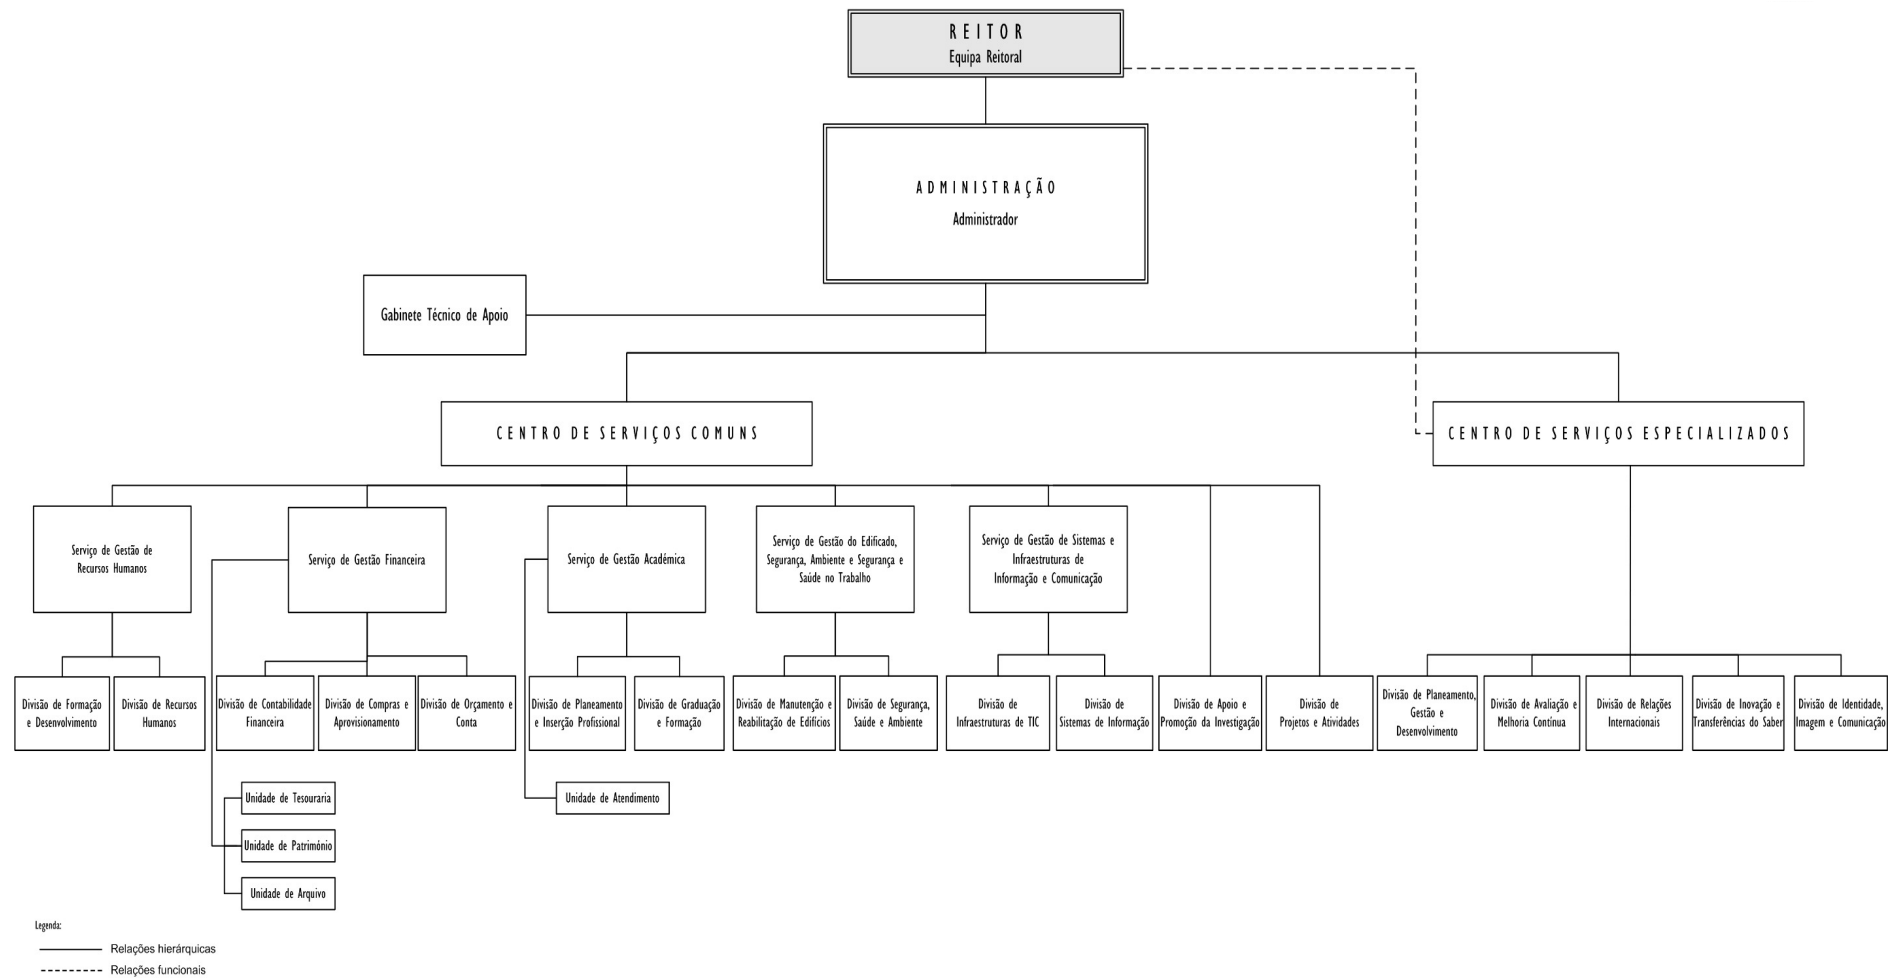 REITOR
Equipa Reitoral
ADMINISTRAÇÃO
Administrador
Gabinete Técnico de Apoio
CENTRO DE SERVIÇOS COMUNS
CENTRO DE SERVIÇOS ESPECIALIZADOS
Serviço de Gestão de
Recursos Humanos
Serviço de Gestão Financeira
Serviço de Gestão Académica
Serviço de Gestão do Edificado,
Segurança, Ambiente e Segurança e
Saúde no Trabalho
Serviço de Gestão de Sistemas e
Infraestruturas de
Informação e Comunicação
Divisão de Formação
e Desenvolvimento
Divisão de Recursos
Humanos
Divisão de Contabilidade
Financeira
Divisão de Compras e
Aprovisionamento
Divisão de Orçamento e
Conta
Divisão de Planeamento
e Inserção Profissional
Divisão de Graduação
e Formação
Divisão de Manutenção e
Reabilitação de Edifícios
Divisão de Segurança,
Saúde e Ambiente
Divisão de
Infraestruturas de TIC
Divisão de
Sistemas de Informação
Divisão de Apoio e
Promoção da Investigação
Divisão de
Projetos e Atividades
Divisão de Planeamento,
Gestão e
Desenvolvimento
Divisão de Avaliação e
Melhoria Contínua
Divisão de Relações
Internacionais
Divisão de Inovação e
Transferências do Saber
Divisão de Identidade,
Imagem e Comunicação
Unidade de Tesouraria
Unidade de Atendimento
Unidade de Património
Unidade de Arquivo
Legenda:
Relações hierárquicas
Relações funcionais